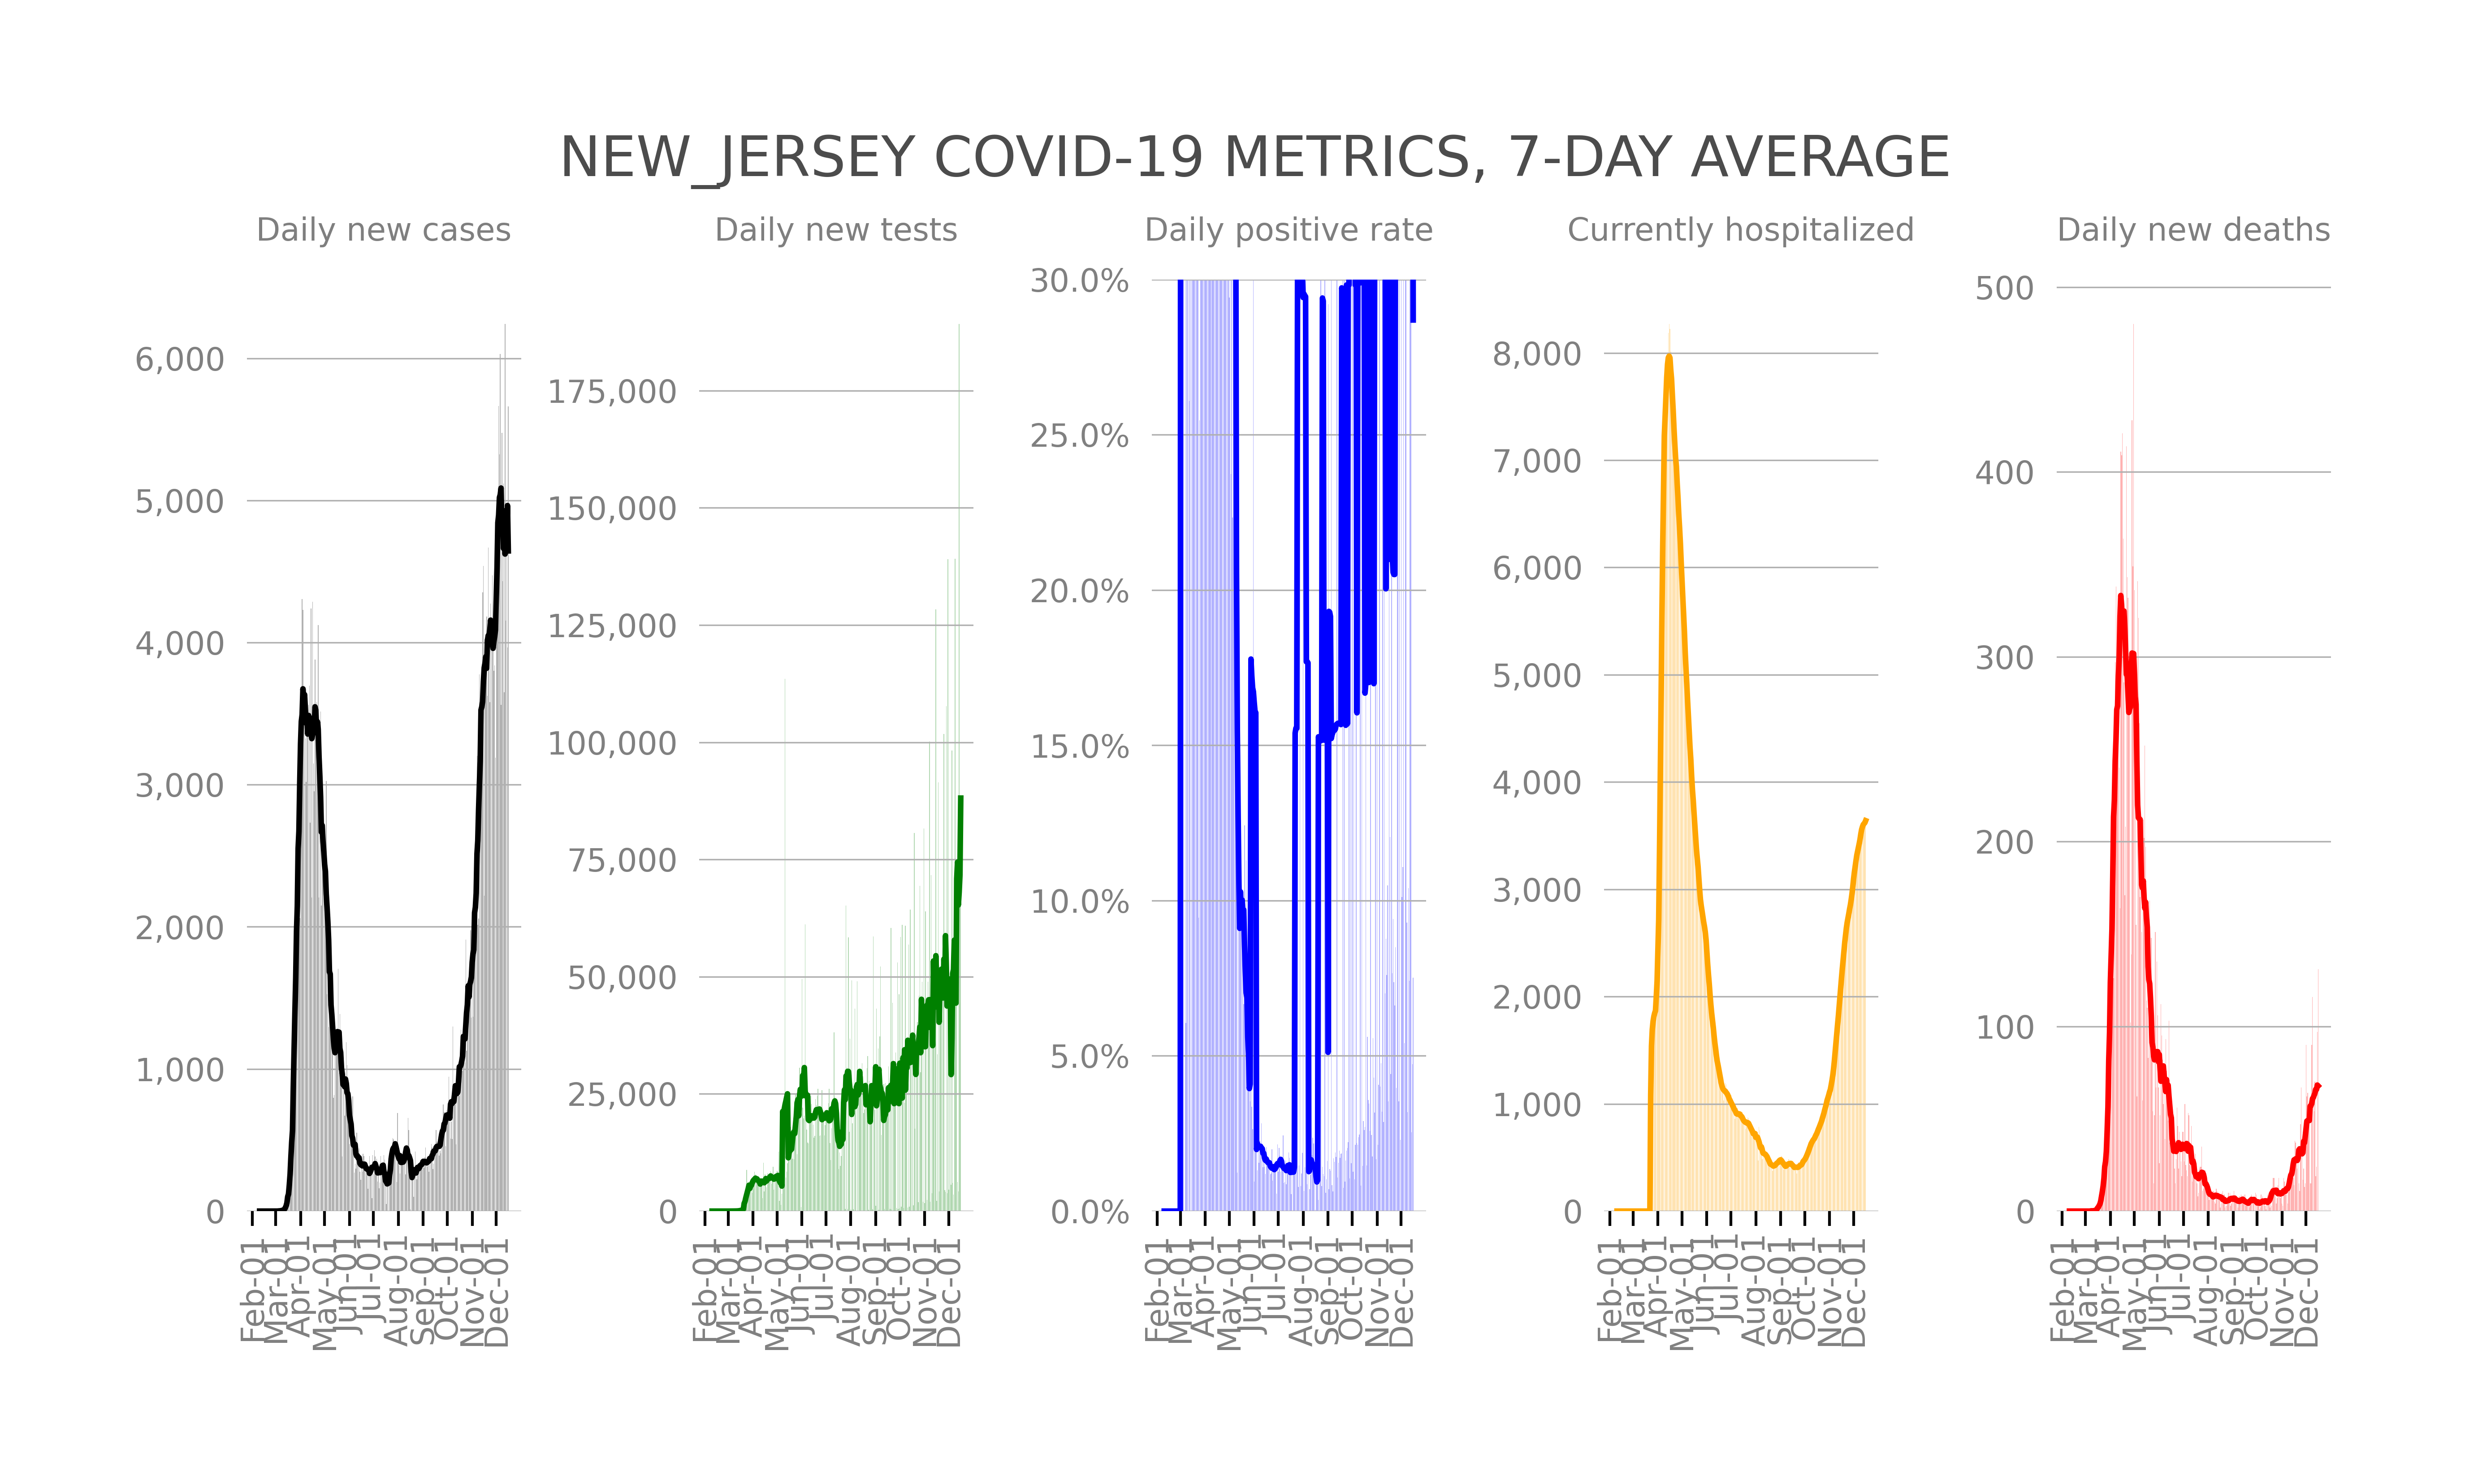 NEW_JERSEY COVID-19 METRICS, 7-DAY AVERAGE
Daily new cases
6,000
5,000
4,000
3,000
2,000
1,000
0
Feb-01
Mar-01
Apr-01
May-01
Jun-01
Jul-01
Aug-01
Sep-01
Oct-01
Nov-01
Dec-01
Daily new tests
175,000
150,000
125,000
100,000
75,000
50,000
25,000
0
Feb-01
Mar-01
Apr-01
May-01
Jun-01
Jul-01
Aug-01
Sep-01
Oct-01
Nov-01
Dec-01
Daily positive rate
30.0%
25.0%
20.0%
15.0%
10.0%
5.0%
0.0%
Feb-01
Mar-01
Apr-01
May-01
Jun-01
Jul-01
Aug-01
Sep-01
Oct-01
Nov-01
Dec-01
Currently hospitalized
8,000
7,000
6,000
5,000
4,000
3,000
2,000
1,000
0
Feb-01
Mar-01
Apr-01
May-01
Jun-01
Jul-01
Aug-01
Sep-01
Oct-01
Nov-01
Dec-01
Daily new deaths
500
400
300
200
100
0
Feb-01
Mar-01
Apr-01
May-01
Jun-01
Jul-01
Aug-01
Sep-01
Oct-01
Nov-01
Dec-01